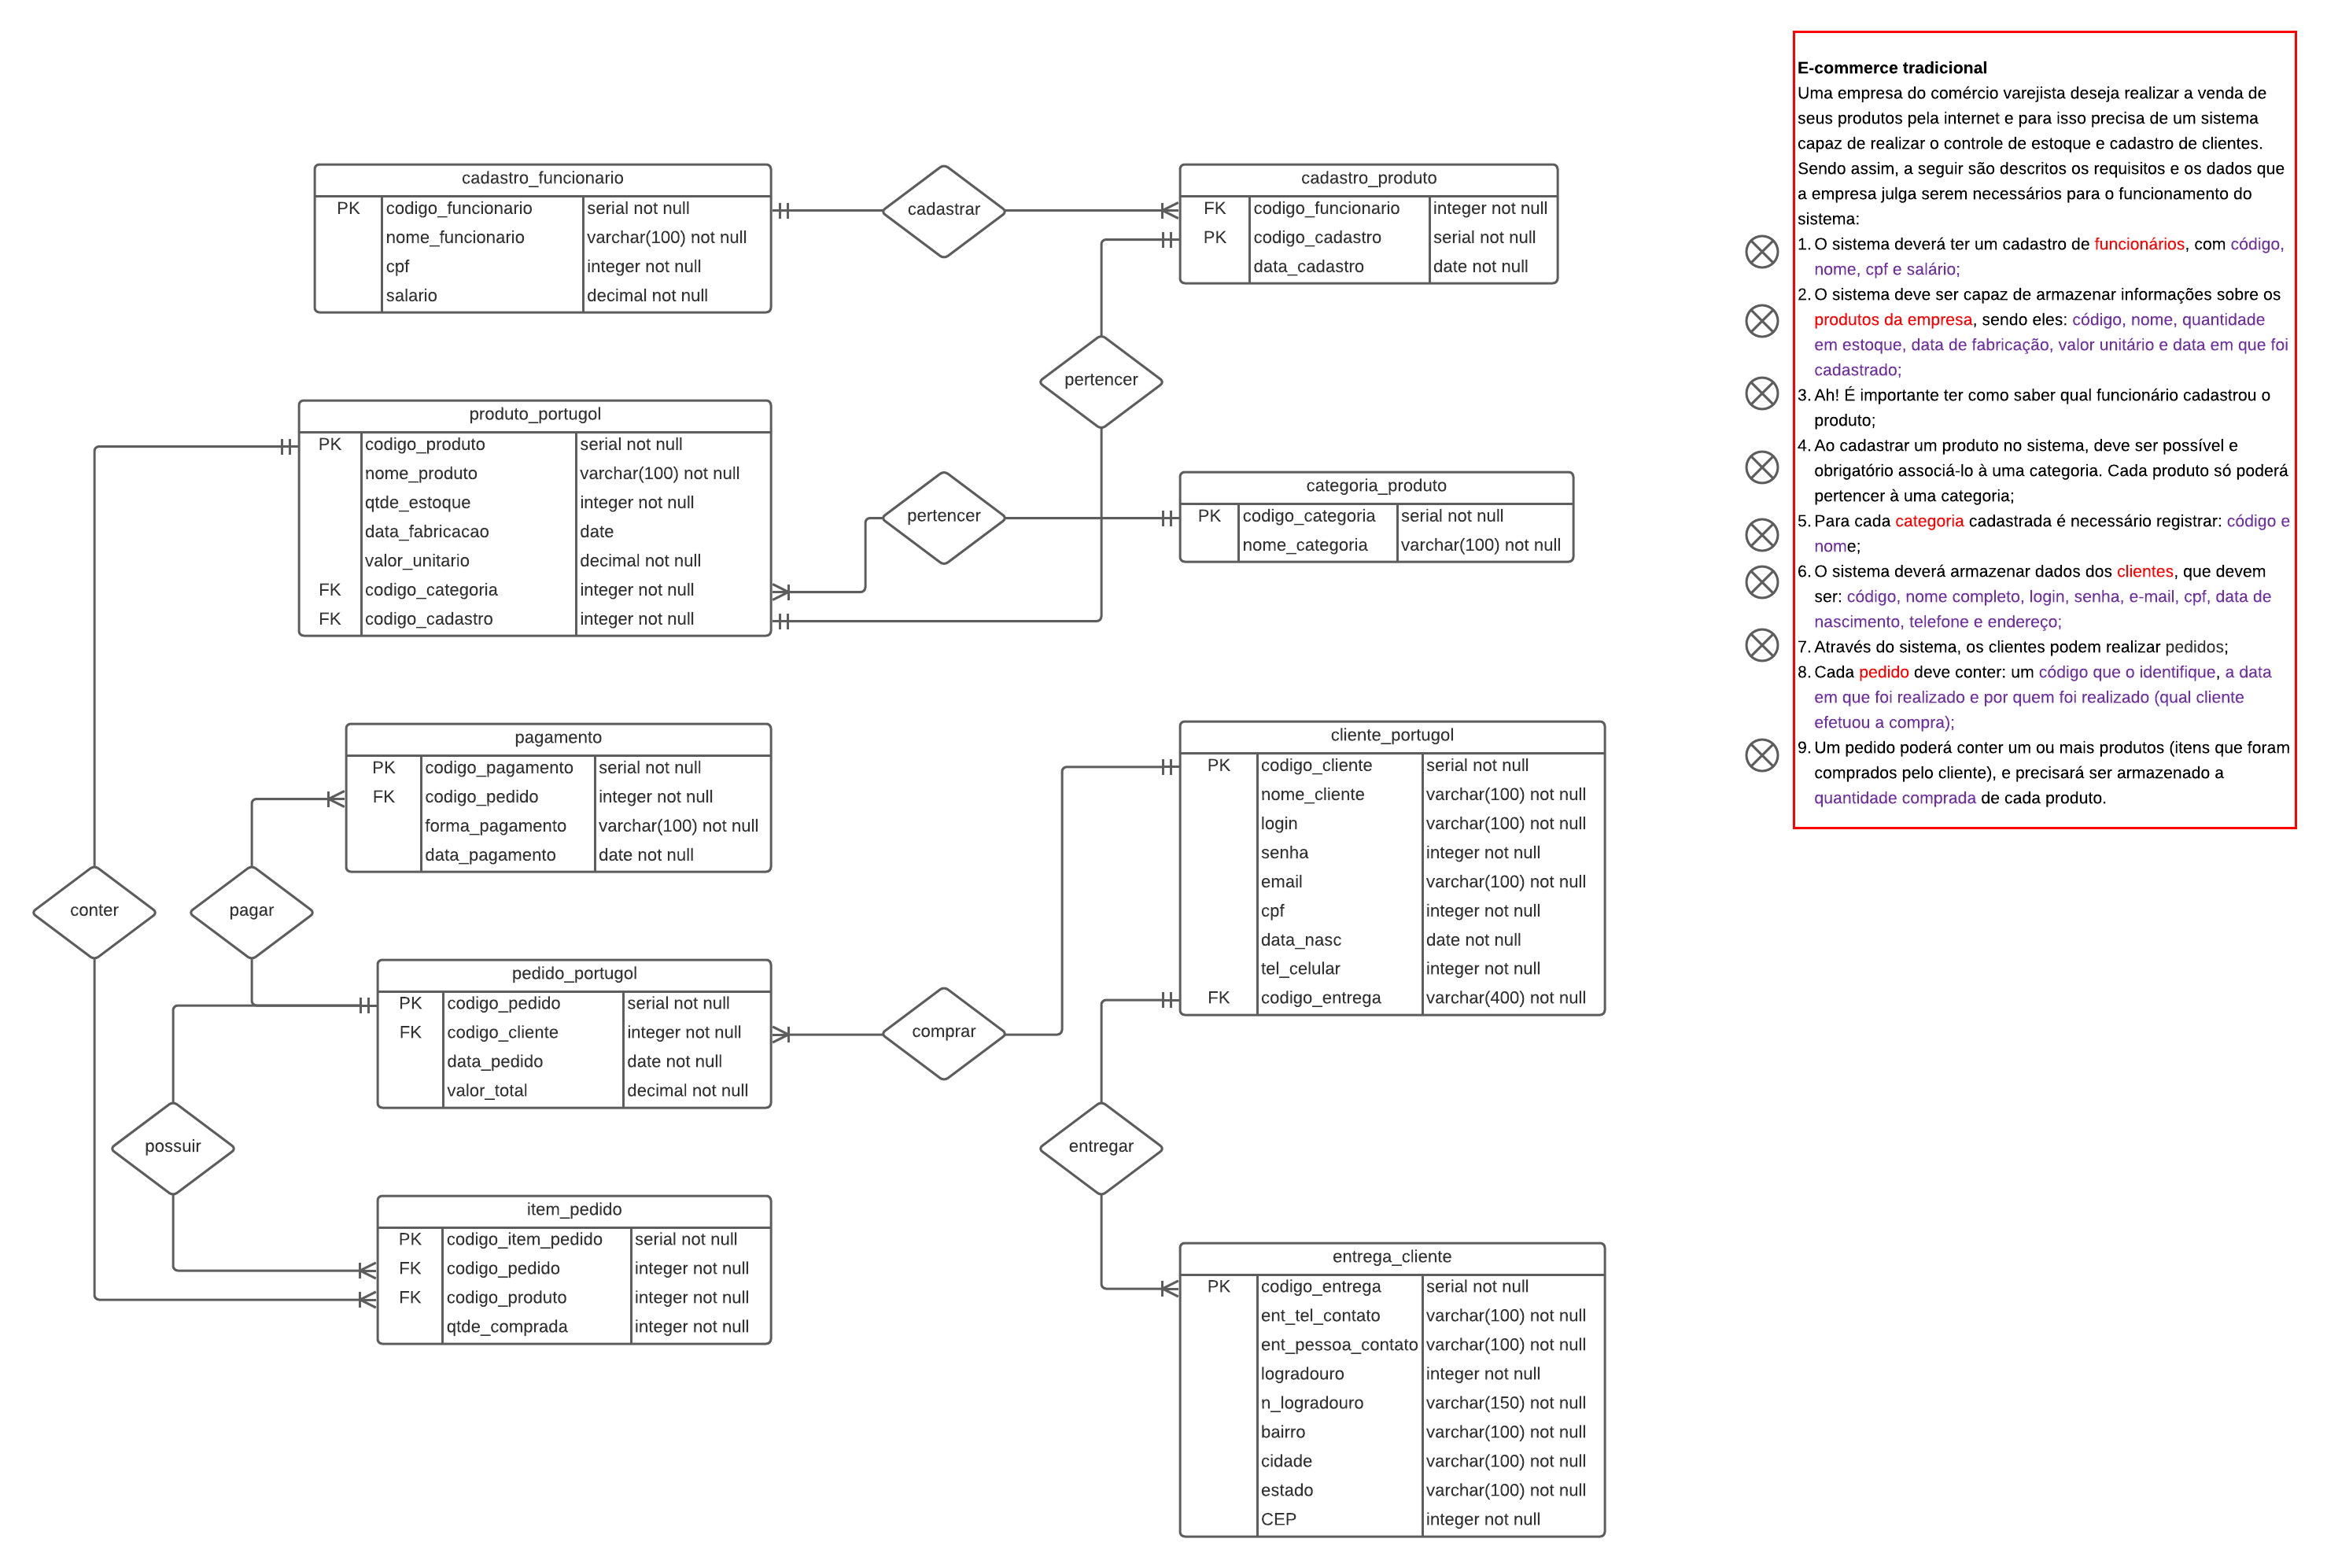 E-commerce tradicional
Uma empresa do comércio varejista deseja realizar a venda de
seus produtos pela internet e para isso precisa de um sistema
capaz de realizar o controle de estoque e cadastro de clientes.
Sendo assim, a seguir são descritos os requisitos e os dados que
a empresa julga serem necessários para o funcionamento do
sistema:
1. O sistema deverá ter um cadastro de funcionários, com código,
nome, cpf e salário;
2. O sistema deve ser capaz de armazenar informações sobre os
produtos da empresa, sendo eles: código, nome, quantidade
em estoque, data de fabricação, valor unitário e data em que foi
cadastrado;
3. Ah! É importante ter como saber qual funcionário cadastrou o
produto;
4. Ao cadastrar um produto no sistema, deve ser possível e
obrigatório associá-lo à uma categoria. Cada produto só poderá
pertencer à uma categoria;
5. Para cada categoria cadastrada é necessário registrar: código e
nome;
6. O sistema deverá armazenar dados dos clientes, que devem
ser: código, nome completo, login, senha, e-mail, cpf, data de
nascimento, telefone e endereço;
7. Através do sistema, os clientes podem realizar pedidos;
8. Cada pedido deve conter: um código que o identifique, a data
em que foi realizado e por quem foi realizado (qual cliente
efetuou a compra);
9. Um pedido poderá conter um ou mais produtos (itens que foram
comprados pelo cliente), e precisará ser armazenado a
quantidade comprada de cada produto.
cadastro_funcionario
PK codigo_funcionario serial not null
nome_funcionario varchar(100) not null
cpf integer not null
salario decimal not null
cadastrar
cadastro_produto
FK codigo_funcionario integer not null
PK codigo_cadastro serial not null
data_cadastro date not null
pertencer
produto_portugol
PK codigo_produto serial not null
nome_produto varchar(100) not null
qtde_estoque integer not null
data_fabricacao date
valor_unitario decimal not null
FK codigo_categoria integer not null
FK codigo_cadastro integer not null
pertencer
categoria_produto
PK codigo_categoria serial not null
nome_categoria varchar(100) not null
pagamento
PK codigo_pagamento serial not null
FK codigo_pedido integer not null
forma_pagamento varchar(100) not null
data_pagamento date not null
cliente_portugol
PK codigo_cliente serial not null
nome_cliente varchar(100) not null
login varchar(100) not null
senha integer not null
email varchar(100) not null
cpf integer not null
data_nasc date not null
tel_celular integer not null
FK codigo_entrega varchar(400) not null
conter
pagar
pedido_portugol
PK codigo_pedido serial not null
FK codigo_cliente integer not null
data_pedido date not null
valor_total decimal not null
comprar
possuir
entregar
item_pedido
PK codigo_item_pedido serial not null
FK codigo_pedido integer not null
FK codigo_produto integer not null
qtde_comprada integer not null
entrega_cliente
PK codigo_entrega serial not null
ent_tel_contato varchar(100) not null
ent_pessoa_contato varchar(100) not null
logradouro integer not null
n_logradouro varchar(150) not null
bairro varchar(100) not null
cidade varchar(100) not null
estado varchar(100) not null
CEP integer not null